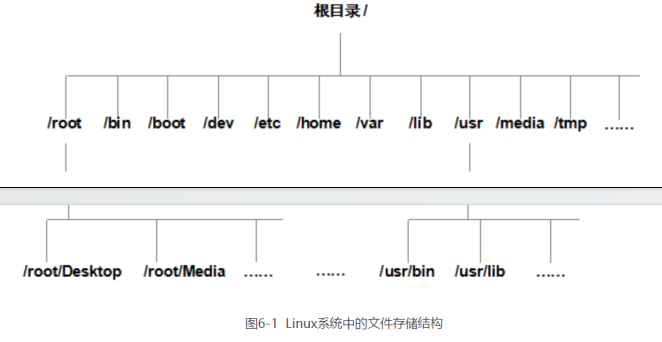 根目录 /
/root /bin /boot /dev /etc /home /var /lib /usr /media /tmp ……
/root/Desktop /root/Media …… …… /usr/bin /usr/lib ……
图6-1 Linux系统中的文件存储结构